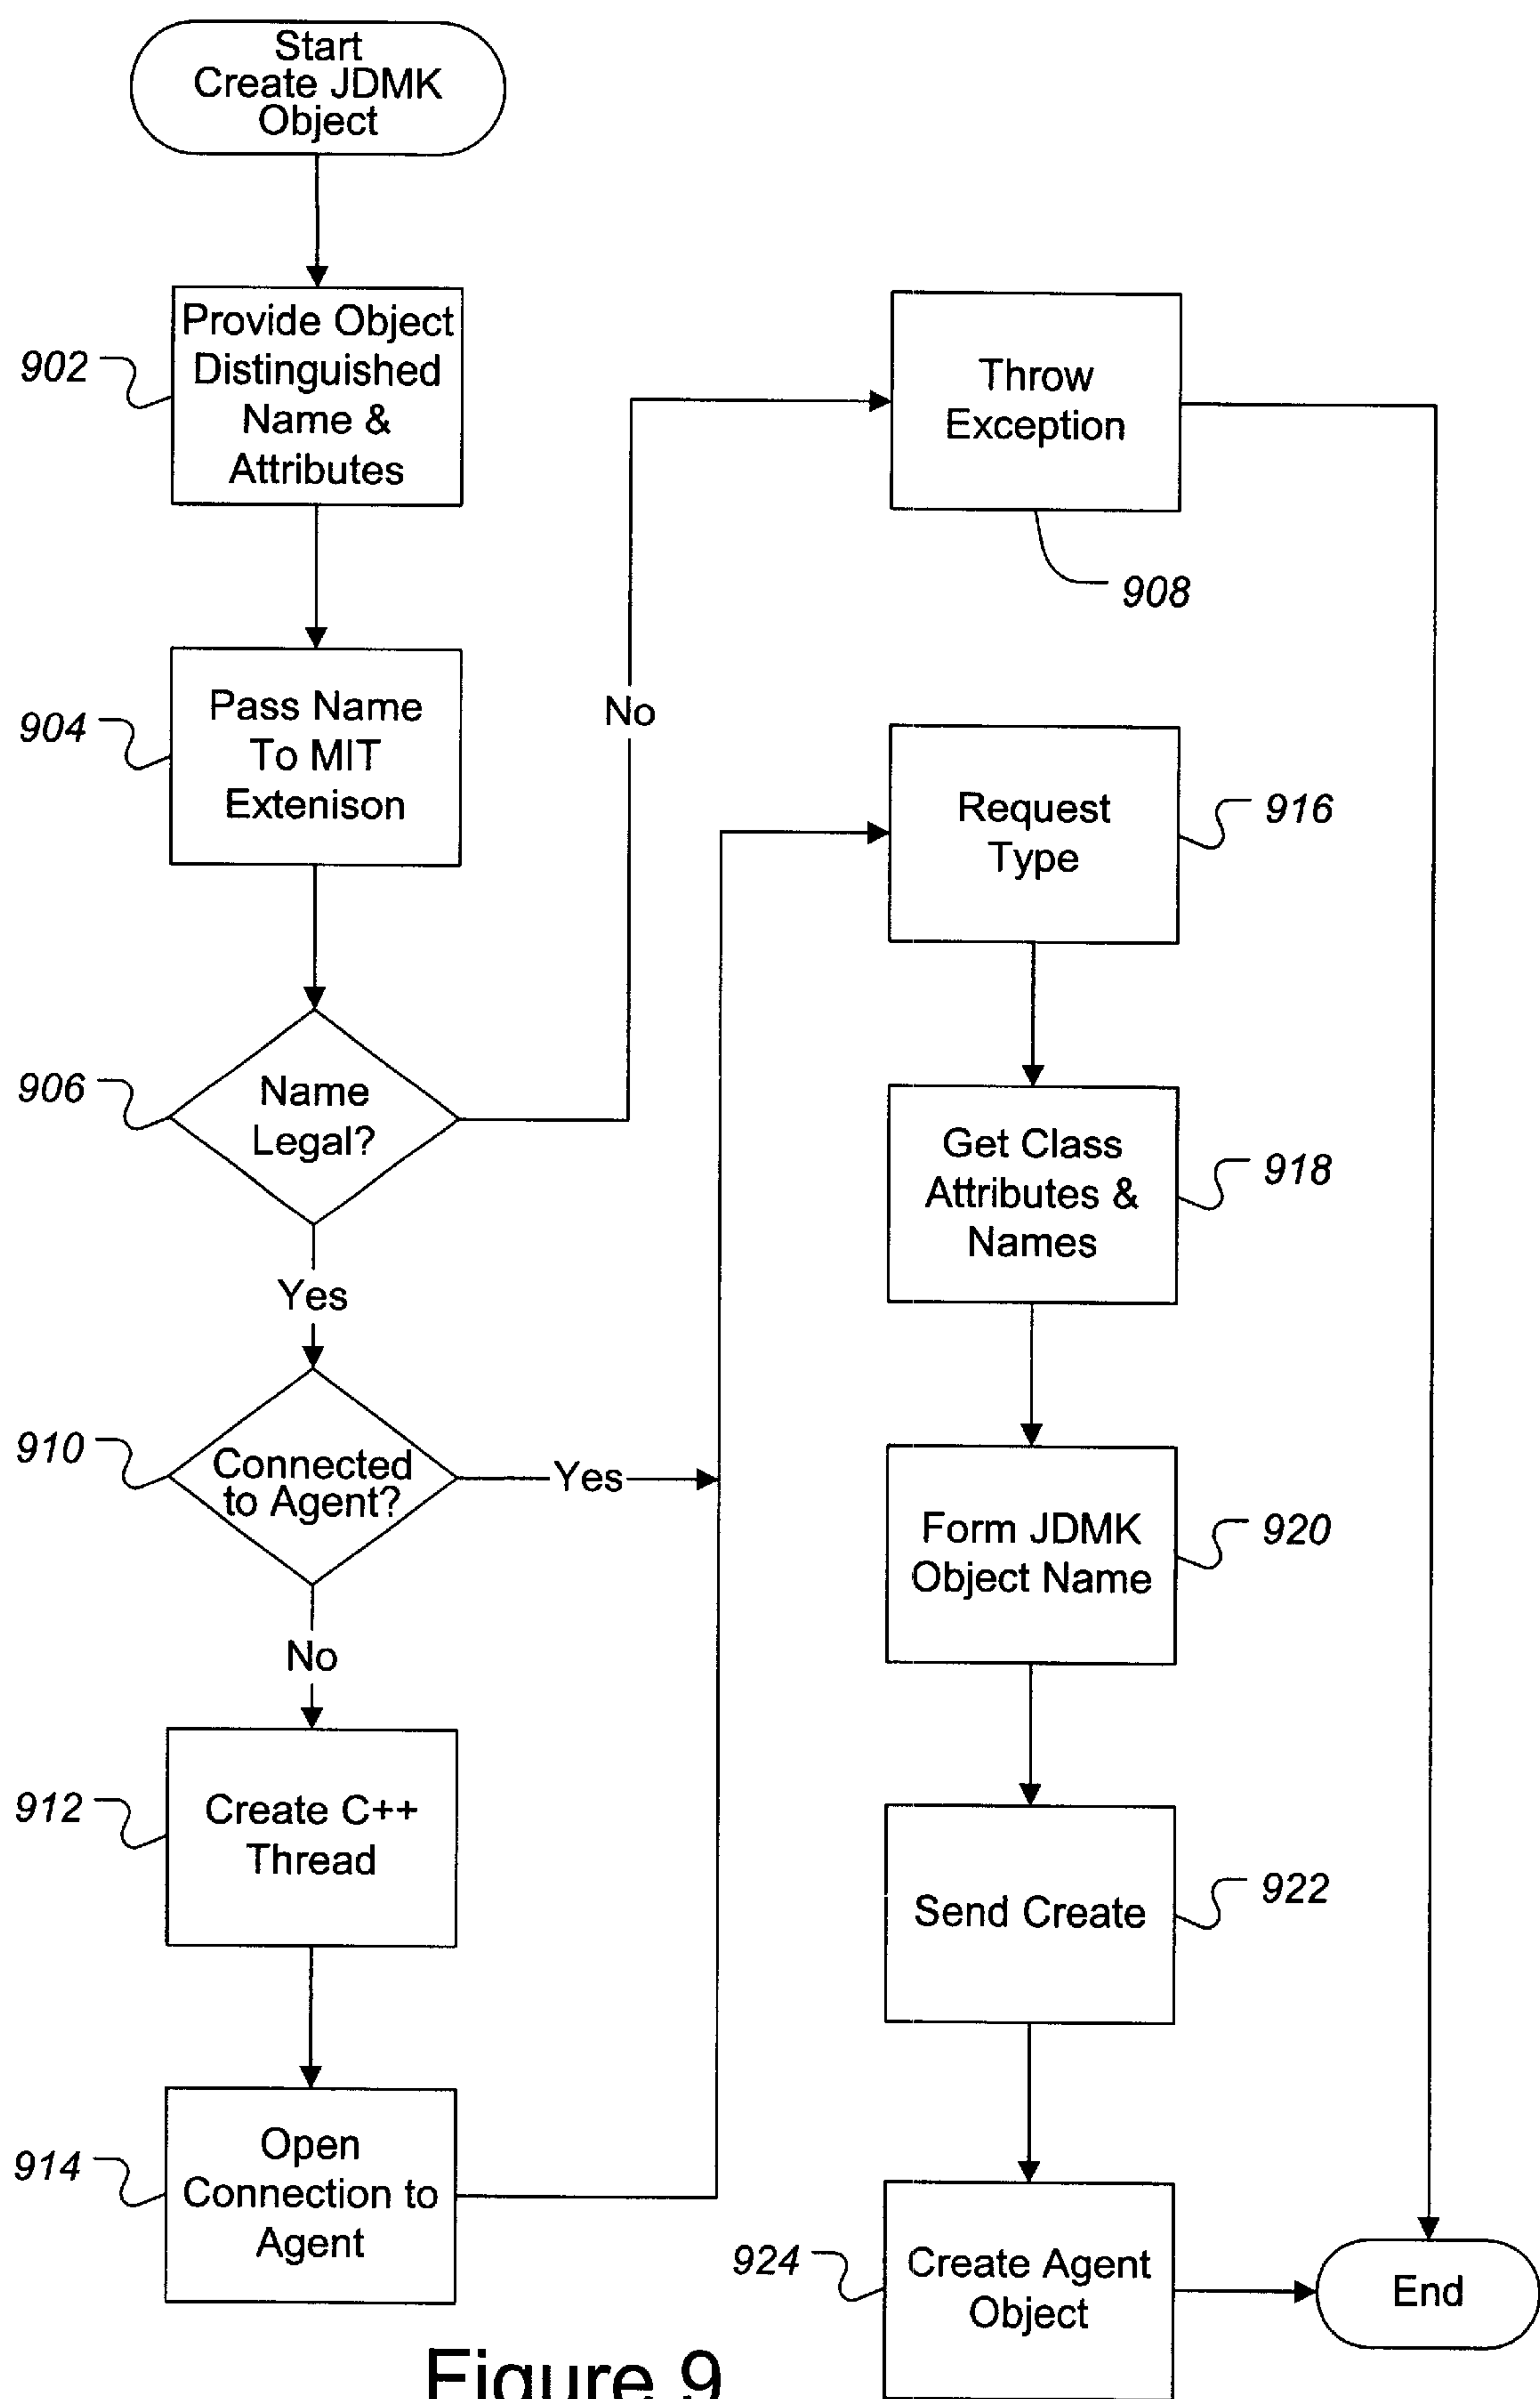 Start
Create JDMK
Object
902
Provide Object
Distinguished
Name &
Attributes
904
Pass Name
To MIT
Extenison
906
Name
Legal?
No
Yes
Throw
Exception
908
910
Connected
to Agent?
Yes
No
912
Create C++
Thread
914
Open
Connection to
Agent
Request
Type
916
Get Class
Attributes &
Names
918
Form JDMK
Object Name
920
Send Create
922
924
Create Agent
Object
End
Figure 9